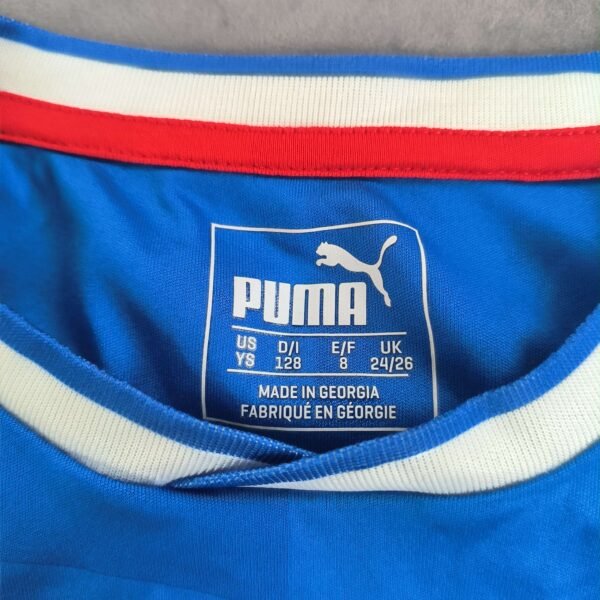 PUMA
US D/I E/F UK
YS 128 8 24/26
MADE IN GEORGIA
FABRIQUÉ EN GÉORGIE